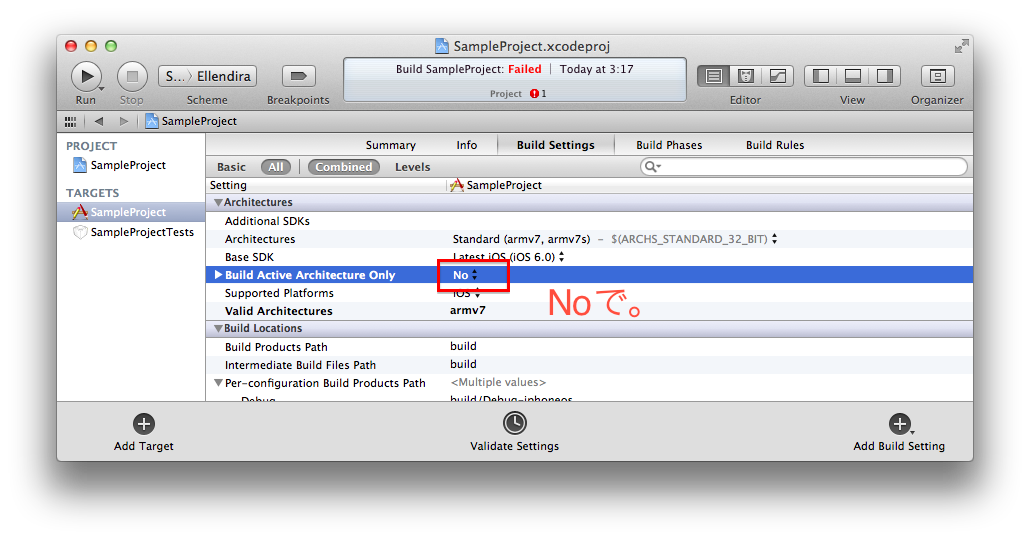 SampleProject.xcodeproj
Run
Stop
S...〉Ellendira
Scheme
Breakpoints
Build SampleProject: Failed | Today at 3:17
Project 1
Editor
View
Organizer
SampleProject
PROJECT
SampleProject
TARGETS
SampleProject
SampleProjectTests
Summary Info Build Settings Build Phases Build Rules
Basic All Combined Levels
Setting SampleProject
Architectures
Additional SDKs
Architectures Standard (armv7, armv7s) – $(ARCHS_STANDARD_32_BIT)
Base SDK Latest iOS (iOS 6.0)
Build Active Architecture Only No
Supported Platforms iOS
Valid Architectures armv7
Noで。
Build Locations
Build Products Path build
Intermediate Build Files Path build
Per-configuration Build Products Path <Multiple values>
Debug build/Debug-iphoneos
Add Target
Validate Settings
Add Build Setting